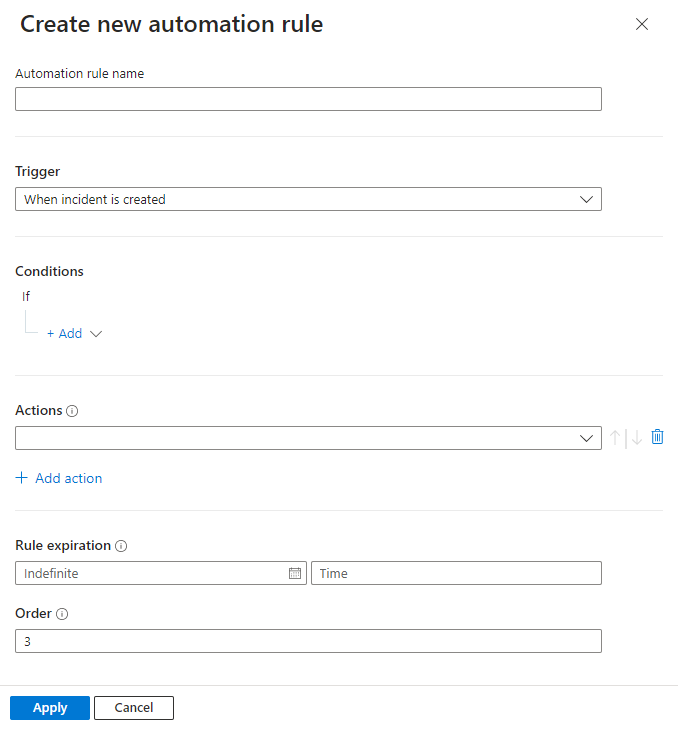 Create new automation rule
Automation rule name
Trigger
When incident is created
Conditions
If
+ Add
Actions
+ Add action
Rule expiration
Indefinite Time
Order
3
Apply Cancel